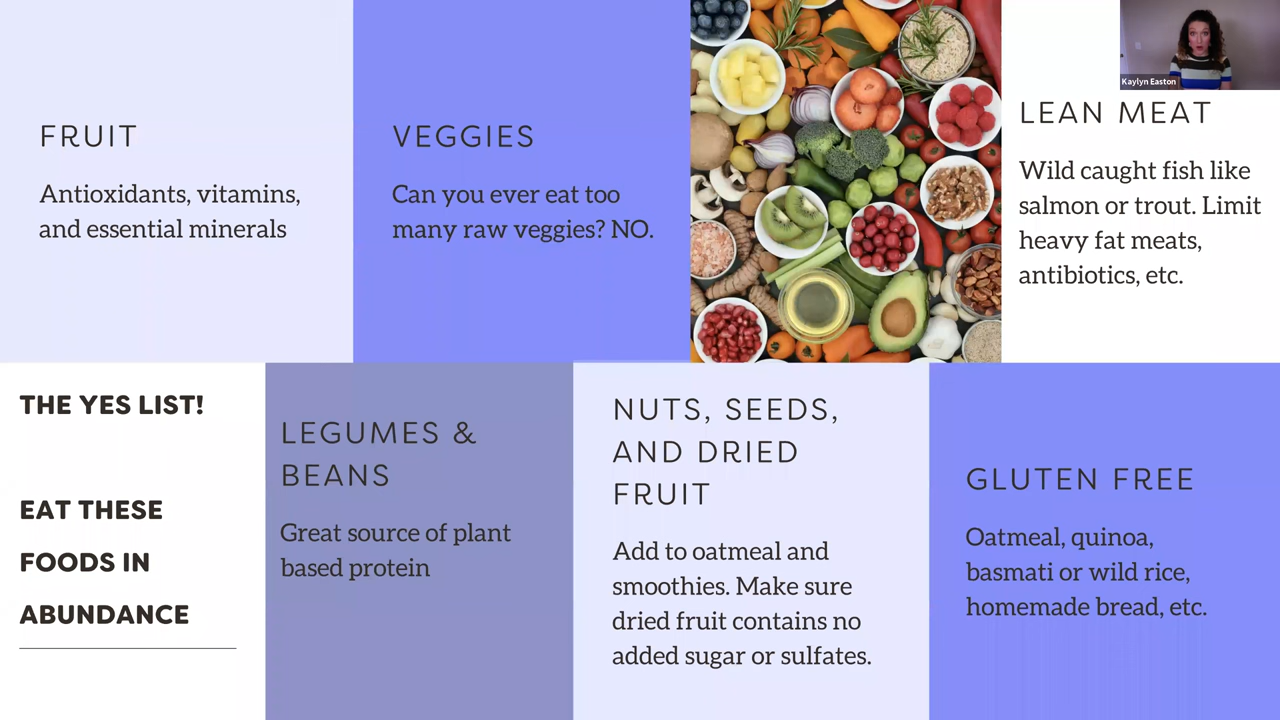 Kaylyn Easton
FRUIT
Antioxidants, vitamins,
and essential minerals
VEGGIES
Can you ever eat too
many raw veggies? NO.
LEAN MEAT
Wild caught fish like
salmon or trout. Limit
heavy fat meats,
antibiotics, etc.
THE YES LIST!
EAT THESE
FOODS IN
ABUNDANCE
LEGUMES &
BEANS
Great source of plant
based protein
NUTS, SEEDS,
AND DRIED
FRUIT
Add to oatmeal and
smoothies. Make sure
dried fruit contains no
added sugar or sulfates.
GLUTEN FREE
Oatmeal, quinoa,
basmati or wild rice,
homemade bread, etc.